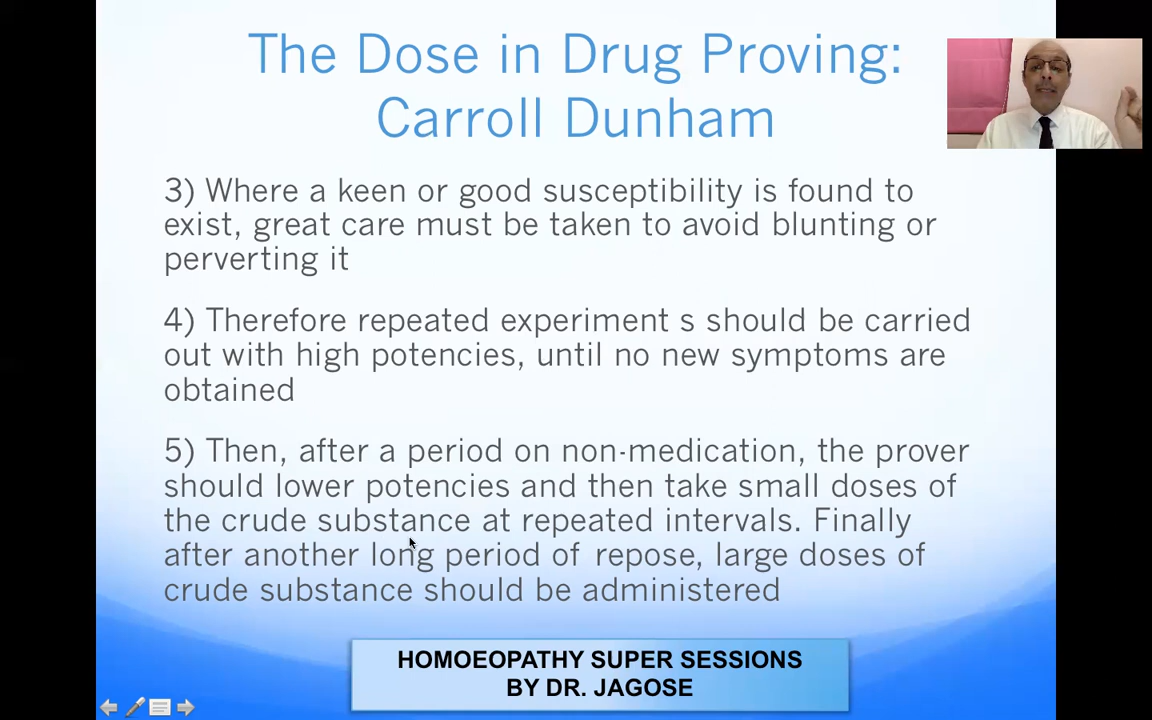 The Dose in Drug Proving:
Carroll Dunham
3) Where a keen or good susceptibility is found to
exist, great care must be taken to avoid blunting or
perverting it
4) Therefore repeated experiment s should be carried
out with high potencies, until no new symptoms are
obtained
5) Then, after a period on non-medication, the prover
should lower potencies and then take small doses of
the crude substance at repeated intervals. Finally
after another long period of repose, large doses of
crude substance should be administered
HOMOEOPATHY SUPER SESSIONS
BY DR. JAGOSE